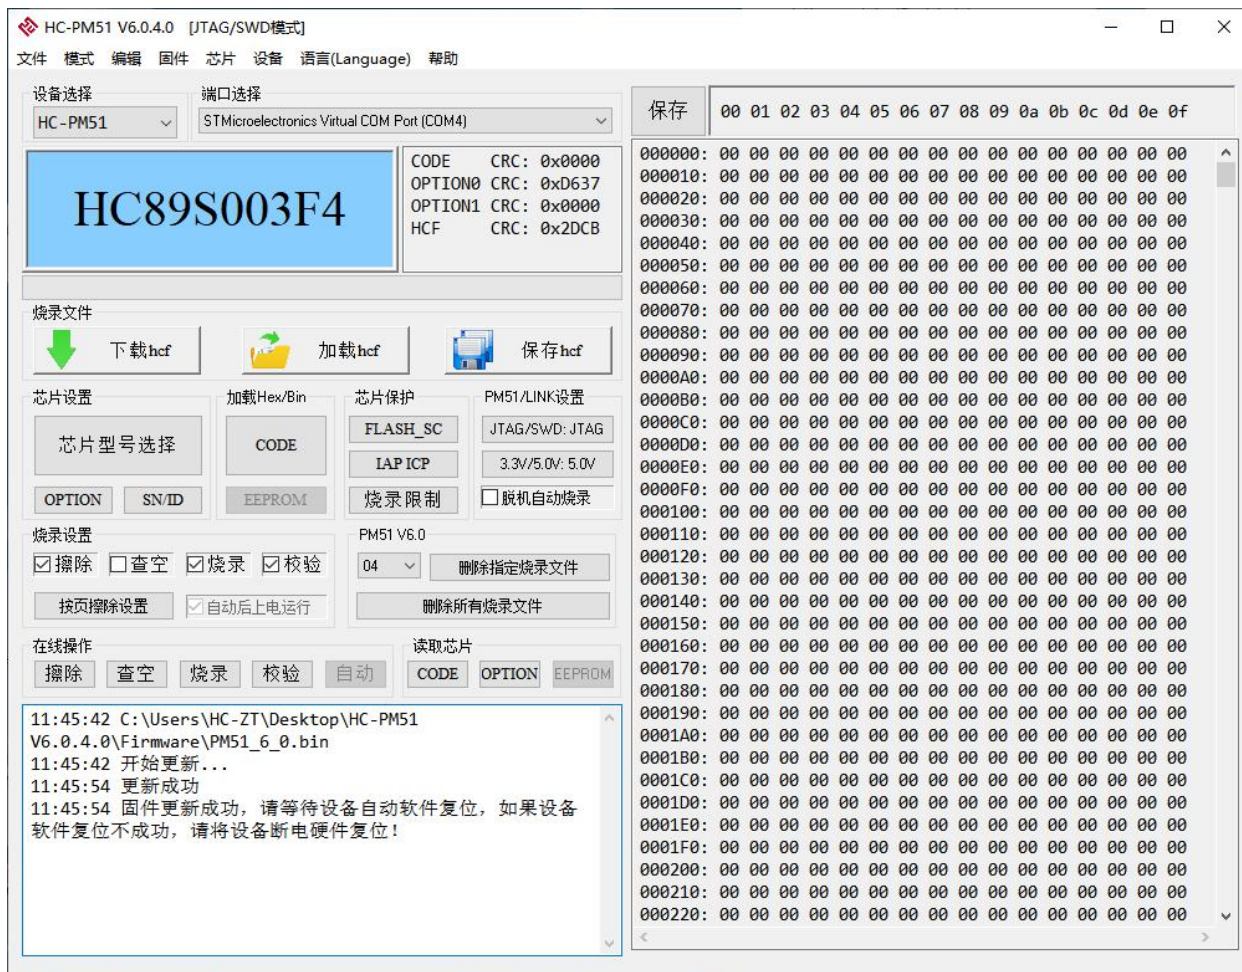 HC-PM51 V6.0.4.0 [JTAG/SWD模式]
文件 模式 编辑 固件 芯片 设备 语言(Language) 帮助
设备选择 端口选择
HC-PM51 STMicroelectronics Virtual COM Port (COM4)
保存 00 01 02 03 04 05 06 07 08 09 0a 0b 0c 0d 0e 0f
HC89S003F4
CODE CRC: 0x0000
OPTION0 CRC: 0xD637
OPTION1 CRC: 0x0000
HCF CRC: 0x2DCB
烧录文件
下载hcf 加载hcf 保存hcf
芯片设置 加载Hex/Bin 芯片保护 PM51/LINK设置
芯片型号选择 CODE FLASH_SC JTAG/SWD: JTAG
IAP ICP 3.3V/5.0V: 5.0V
OPTION SN/ID EEPROM 烧录限制 脱机自动烧录
烧录设置 PM51 V6.0
擦除 查空 烧录 校验 04 删除指定烧录文件
按页擦除设置 自动后上电运行 删除所有烧录文件
在线操作 读取芯片
擦除 查空 烧录 校验 自动 CODE OPTION EEPROM
11:45:42 C:\Users\HC-ZT\Desktop\HC-PM51
V6.0.4.0\Firmware\PM51_6_0.bin
11:45:42 开始更新...
11:45:54 更新成功
11:45:54 固件更新成功，请等待设备自动软件复位，如果设备
软件复位不成功，请将设备断电硬件复位！
000000: 00 00 00 00 00 00 00 00 00 00 00 00 00 00 00 00
000010: 00 00 00 00 00 00 00 00 00 00 00 00 00 00 00 00
000020: 00 00 00 00 00 00 00 00 00 00 00 00 00 00 00 00
000030: 00 00 00 00 00 00 00 00 00 00 00 00 00 00 00 00
000040: 00 00 00 00 00 00 00 00 00 00 00 00 00 00 00 00
000050: 00 00 00 00 00 00 00 00 00 00 00 00 00 00 00 00
000060: 00 00 00 00 00 00 00 00 00 00 00 00 00 00 00 00
000070: 00 00 00 00 00 00 00 00 00 00 00 00 00 00 00 00
000080: 00 00 00 00 00 00 00 00 00 00 00 00 00 00 00 00
000090: 00 00 00 00 00 00 00 00 00 00 00 00 00 00 00 00
0000A0: 00 00 00 00 00 00 00 00 00 00 00 00 00 00 00 00
0000B0: 00 00 00 00 00 00 00 00 00 00 00 00 00 00 00 00
0000C0: 00 00 00 00 00 00 00 00 00 00 00 00 00 00 00 00
0000D0: 00 00 00 00 00 00 00 00 00 00 00 00 00 00 00 00
0000E0: 00 00 00 00 00 00 00 00 00 00 00 00 00 00 00 00
0000F0: 00 00 00 00 00 00 00 00 00 00 00 00 00 00 00 00
000100: 00 00 00 00 00 00 00 00 00 00 00 00 00 00 00 00
000110: 00 00 00 00 00 00 00 00 00 00 00 00 00 00 00 00
000120: 00 00 00 00 00 00 00 00 00 00 00 00 00 00 00 00
000130: 00 00 00 00 00 00 00 00 00 00 00 00 00 00 00 00
000140: 00 00 00 00 00 00 00 00 00 00 00 00 00 00 00 00
000150: 00 00 00 00 00 00 00 00 00 00 00 00 00 00 00 00
000160: 00 00 00 00 00 00 00 00 00 00 00 00 00 00 00 00
000170: 00 00 00 00 00 00 00 00 00 00 00 00 00 00 00 00
000180: 00 00 00 00 00 00 00 00 00 00 00 00 00 00 00 00
000190: 00 00 00 00 00 00 00 00 00 00 00 00 00 00 00 00
0001A0: 00 00 00 00 00 00 00 00 00 00 00 00 00 00 00 00
0001B0: 00 00 00 00 00 00 00 00 00 00 00 00 00 00 00 00
0001C0: 00 00 00 00 00 00 00 00 00 00 00 00 00 00 00 00
0001D0: 00 00 00 00 00 00 00 00 00 00 00 00 00 00 00 00
0001E0: 00 00 00 00 00 00 00 00 00 00 00 00 00 00 00 00
0001F0: 00 00 00 00 00 00 00 00 00 00 00 00 00 00 00 00
000200: 00 00 00 00 00 00 00 00 00 00 00 00 00 00 00 00
000210: 00 00 00 00 00 00 00 00 00 00 00 00 00 00 00 00
000220: 00 00 00 00 00 00 00 00 00 00 00 00 00 00 00 00